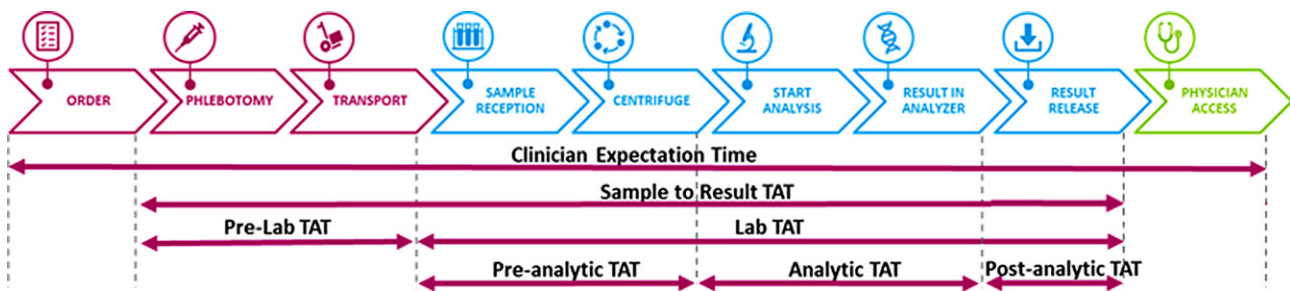 ORDER
PHLEBOTOMY
TRANSPORT
SAMPLE
RECEPTION
CENTRIFUGE
START
ANALYSIS
RESULT IN
ANALYZER
RESULT
RELEASE
PHYSICIAN
ACCESS
Clinician Expectation Time
Sample to Result TAT
Pre-Lab TAT
Lab TAT
Pre-analytic TAT
Analytic TAT
Post-analytic TAT